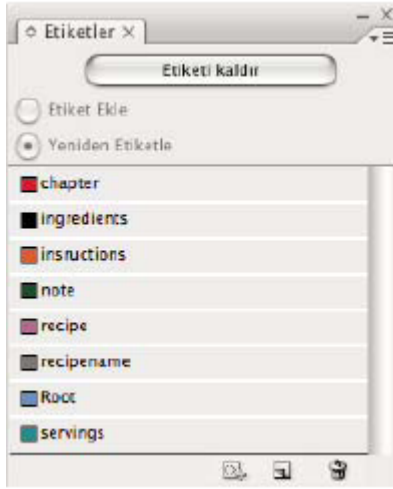 Etiketler
Etiketi kaldır
Etiket Ekle
Yeniden Etiketle
chapter
ingredients
insructions
note
recipe
recipename
Root
servings